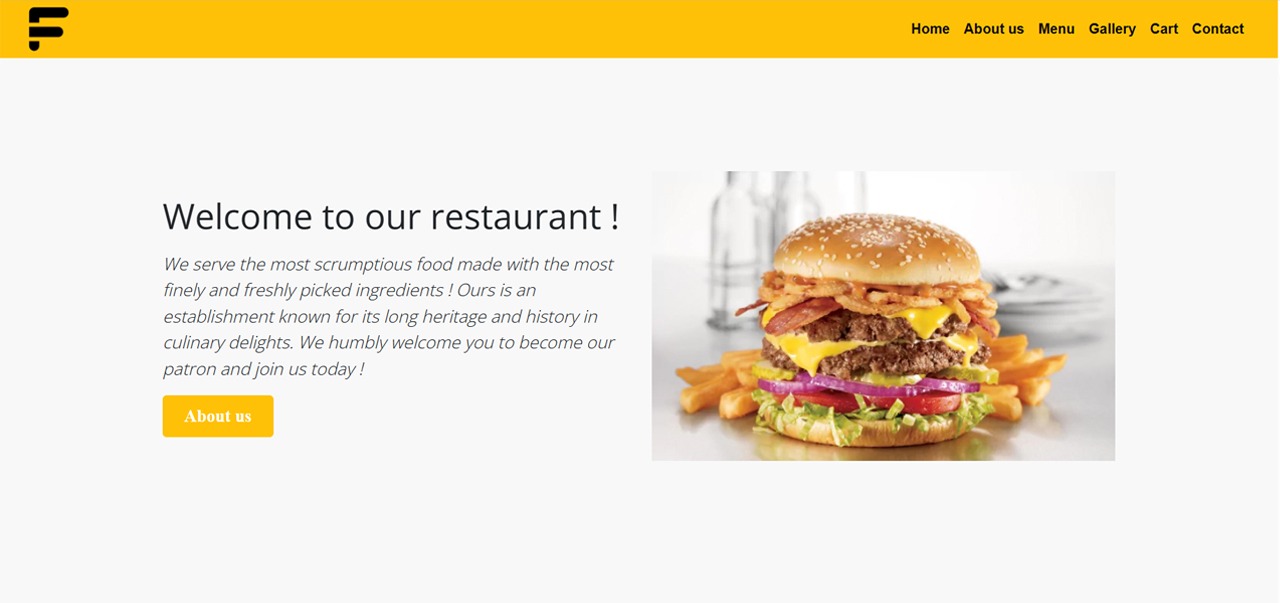 F
Home About us Menu Gallery Cart Contact
Welcome to our restaurant !
We serve the most scrumptious food made with the most
finely and freshly picked ingredients ! Ours is an
establishment known for its long heritage and history in
culinary delights. We humbly welcome you to become our
patron and join us today !
About us